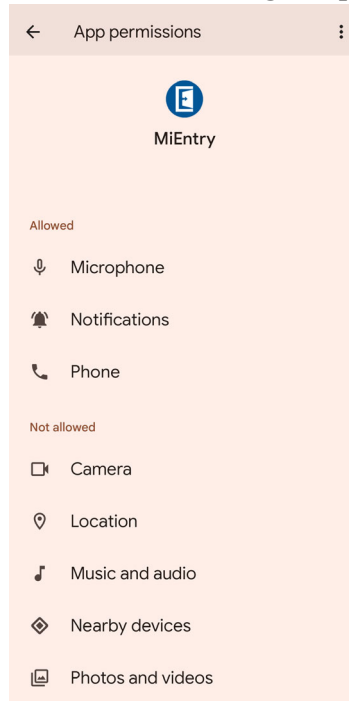 App permissions
MiEntry
Allowed
Microphone
Notifications
Phone
Not allowed
Camera
Location
Music and audio
Nearby devices
Photos and videos